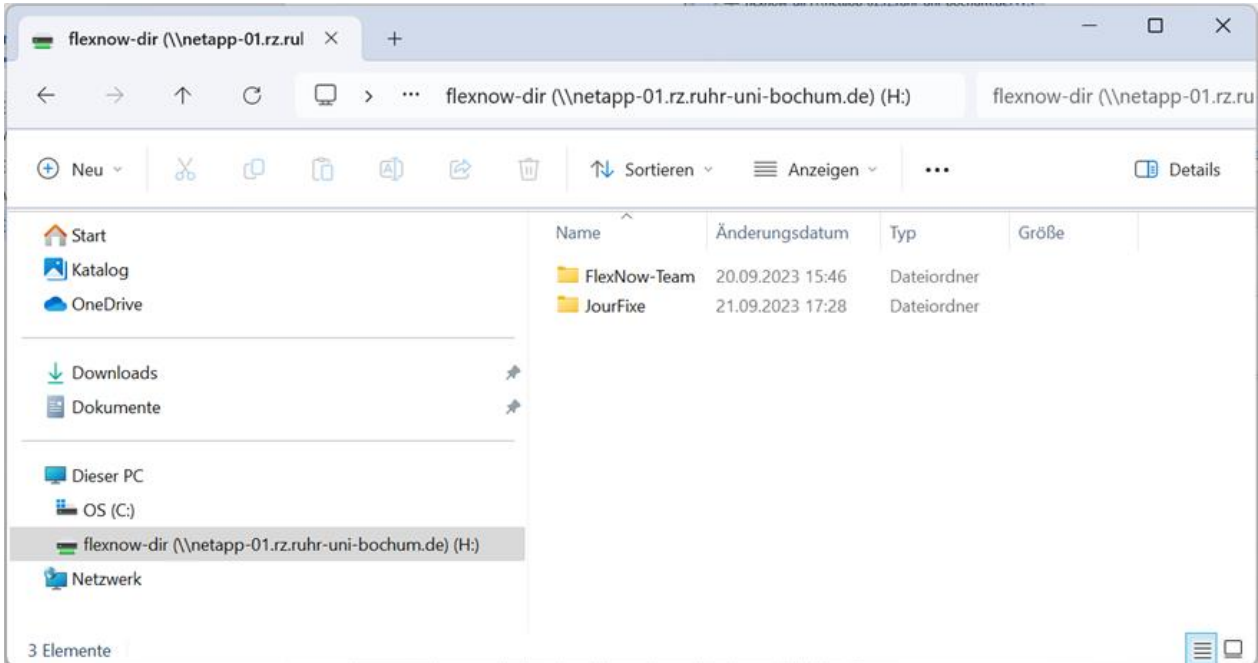 flexnow-dir (\\netapp-01.rz.rul
flexnow-dir (\\netapp-01.rz.ruhr-uni-bochum.de) (H:) flexnow-dir (\\netapp-01.rz.ru
Neu Sortieren Anzeigen Details
Start
Katalog
OneDrive
Downloads
Dokumente
Dieser PC
OS (C:)
flexnow-dir (\\netapp-01.rz.ruhr-uni-bochum.de) (H:)
Netzwerk
Name Änderungsdatum Typ Größe
FlexNow-Team 20.09.2023 15:46 Dateiordner
JourFixe 21.09.2023 17:28 Dateiordner
3 Elemente